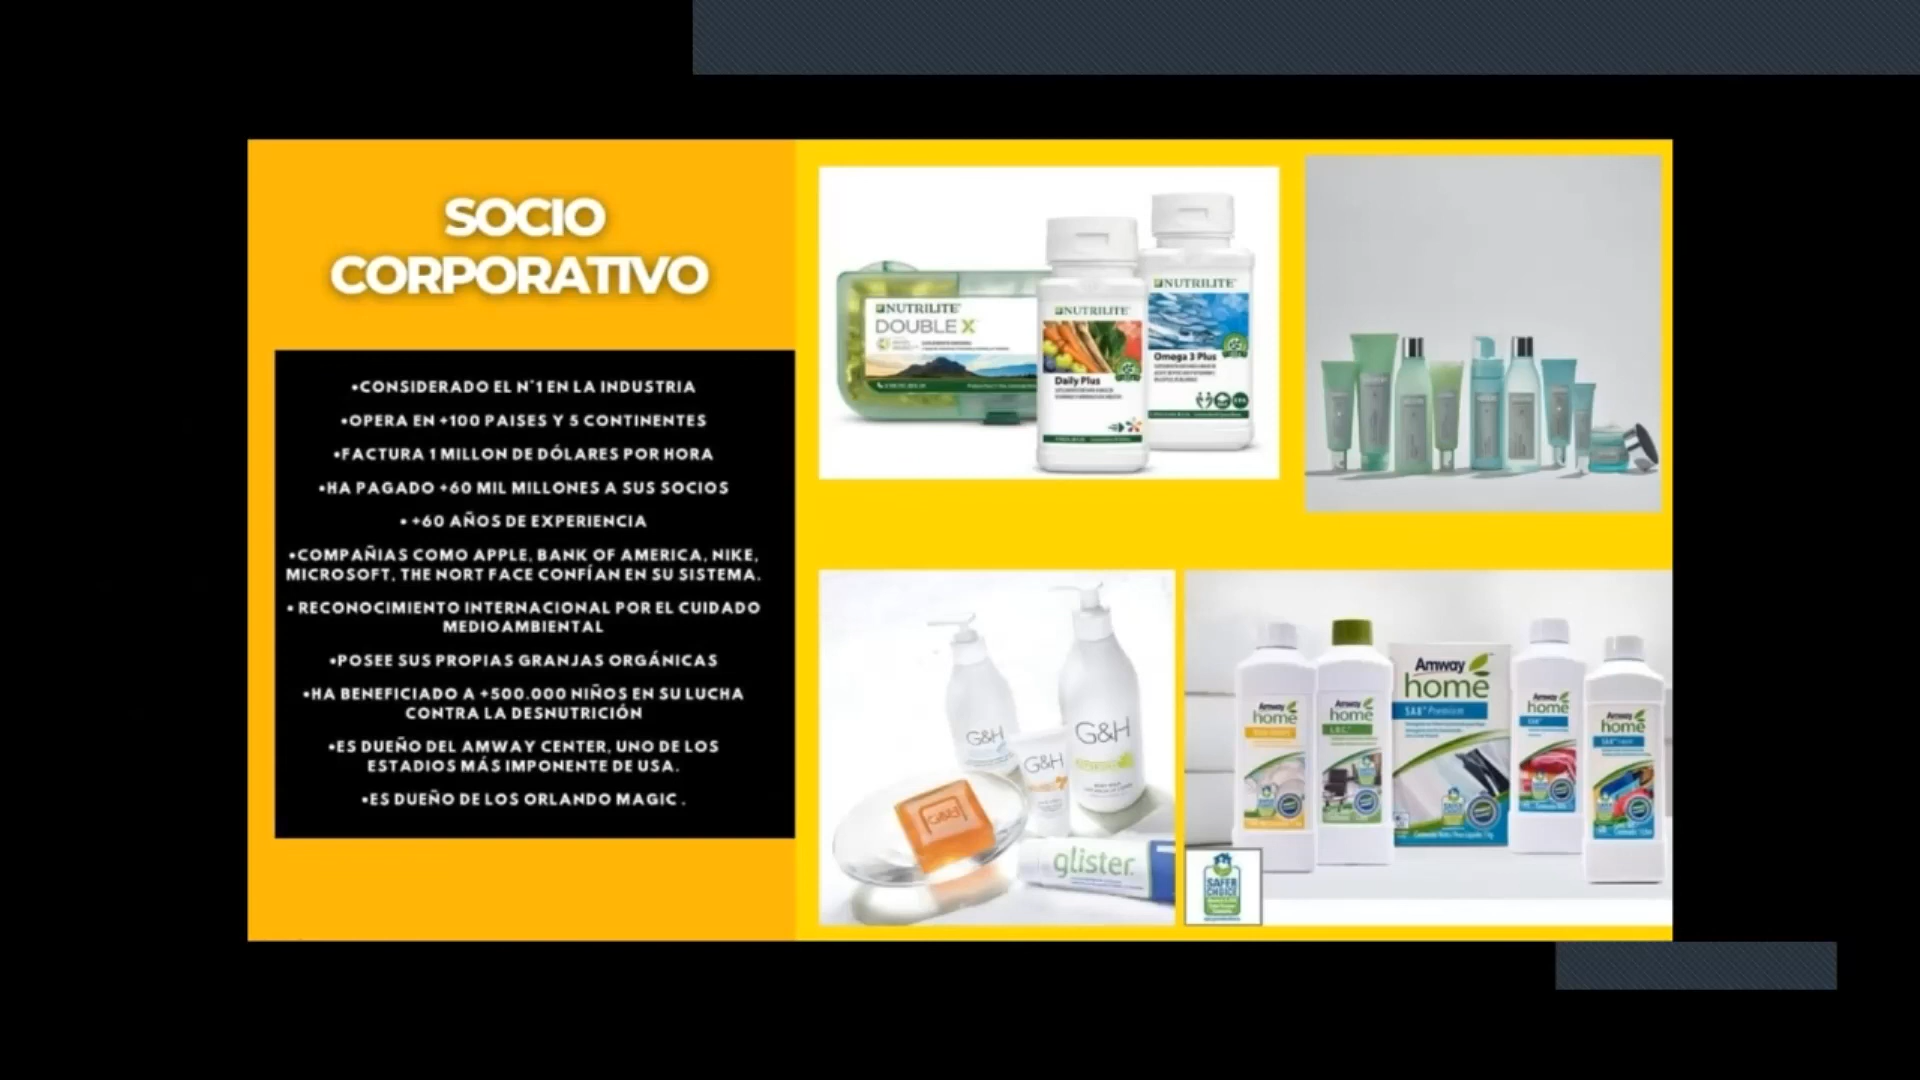 SOCIO
CORPORATIVO
•CONSIDERADO EL N°1 EN LA INDUSTRIA
•OPERA EN +100 PAISES Y 5 CONTINENTES
•FACTURA 1 MILLON DE DÓLARES POR HORA
•HA PAGADO +60 MIL MILLONES A SUS SOCIOS
• +60 AÑOS DE EXPERIENCIA
•COMPAÑIAS COMO APPLE, BANK OF AMERICA, NIKE,
MICROSOFT, THE NORT FACE CONFÍAN EN SU SISTEMA.
• RECONOCIMIENTO INTERNACIONAL POR EL CUIDADO
MEDIOAMBIENTAL
•POSEE SUS PROPIAS GRANJAS ORGÁNICAS
•HA BENEFICIADO A +500.000 NIÑOS EN SU LUCHA
CONTRA LA DESNUTRICIÓN
•ES DUEÑO DEL AMWAY CENTER, UNO DE LOS
ESTADIOS MÁS IMPONENTE DE USA.
•ES DUEÑO DE LOS ORLANDO MAGIC .
NUTRILITE
DOUBLE X
NUTRILITE
Daily Plus
NUTRILITE
Omega 3 Plus
G&H
G&H
G&H
G&H
glister.
Amway
home
Amway
home
L.O.C.
Amway
home
SA8 Premium
Amway
home
SA8
Amway
home
SA8
SAFER
CHOICE